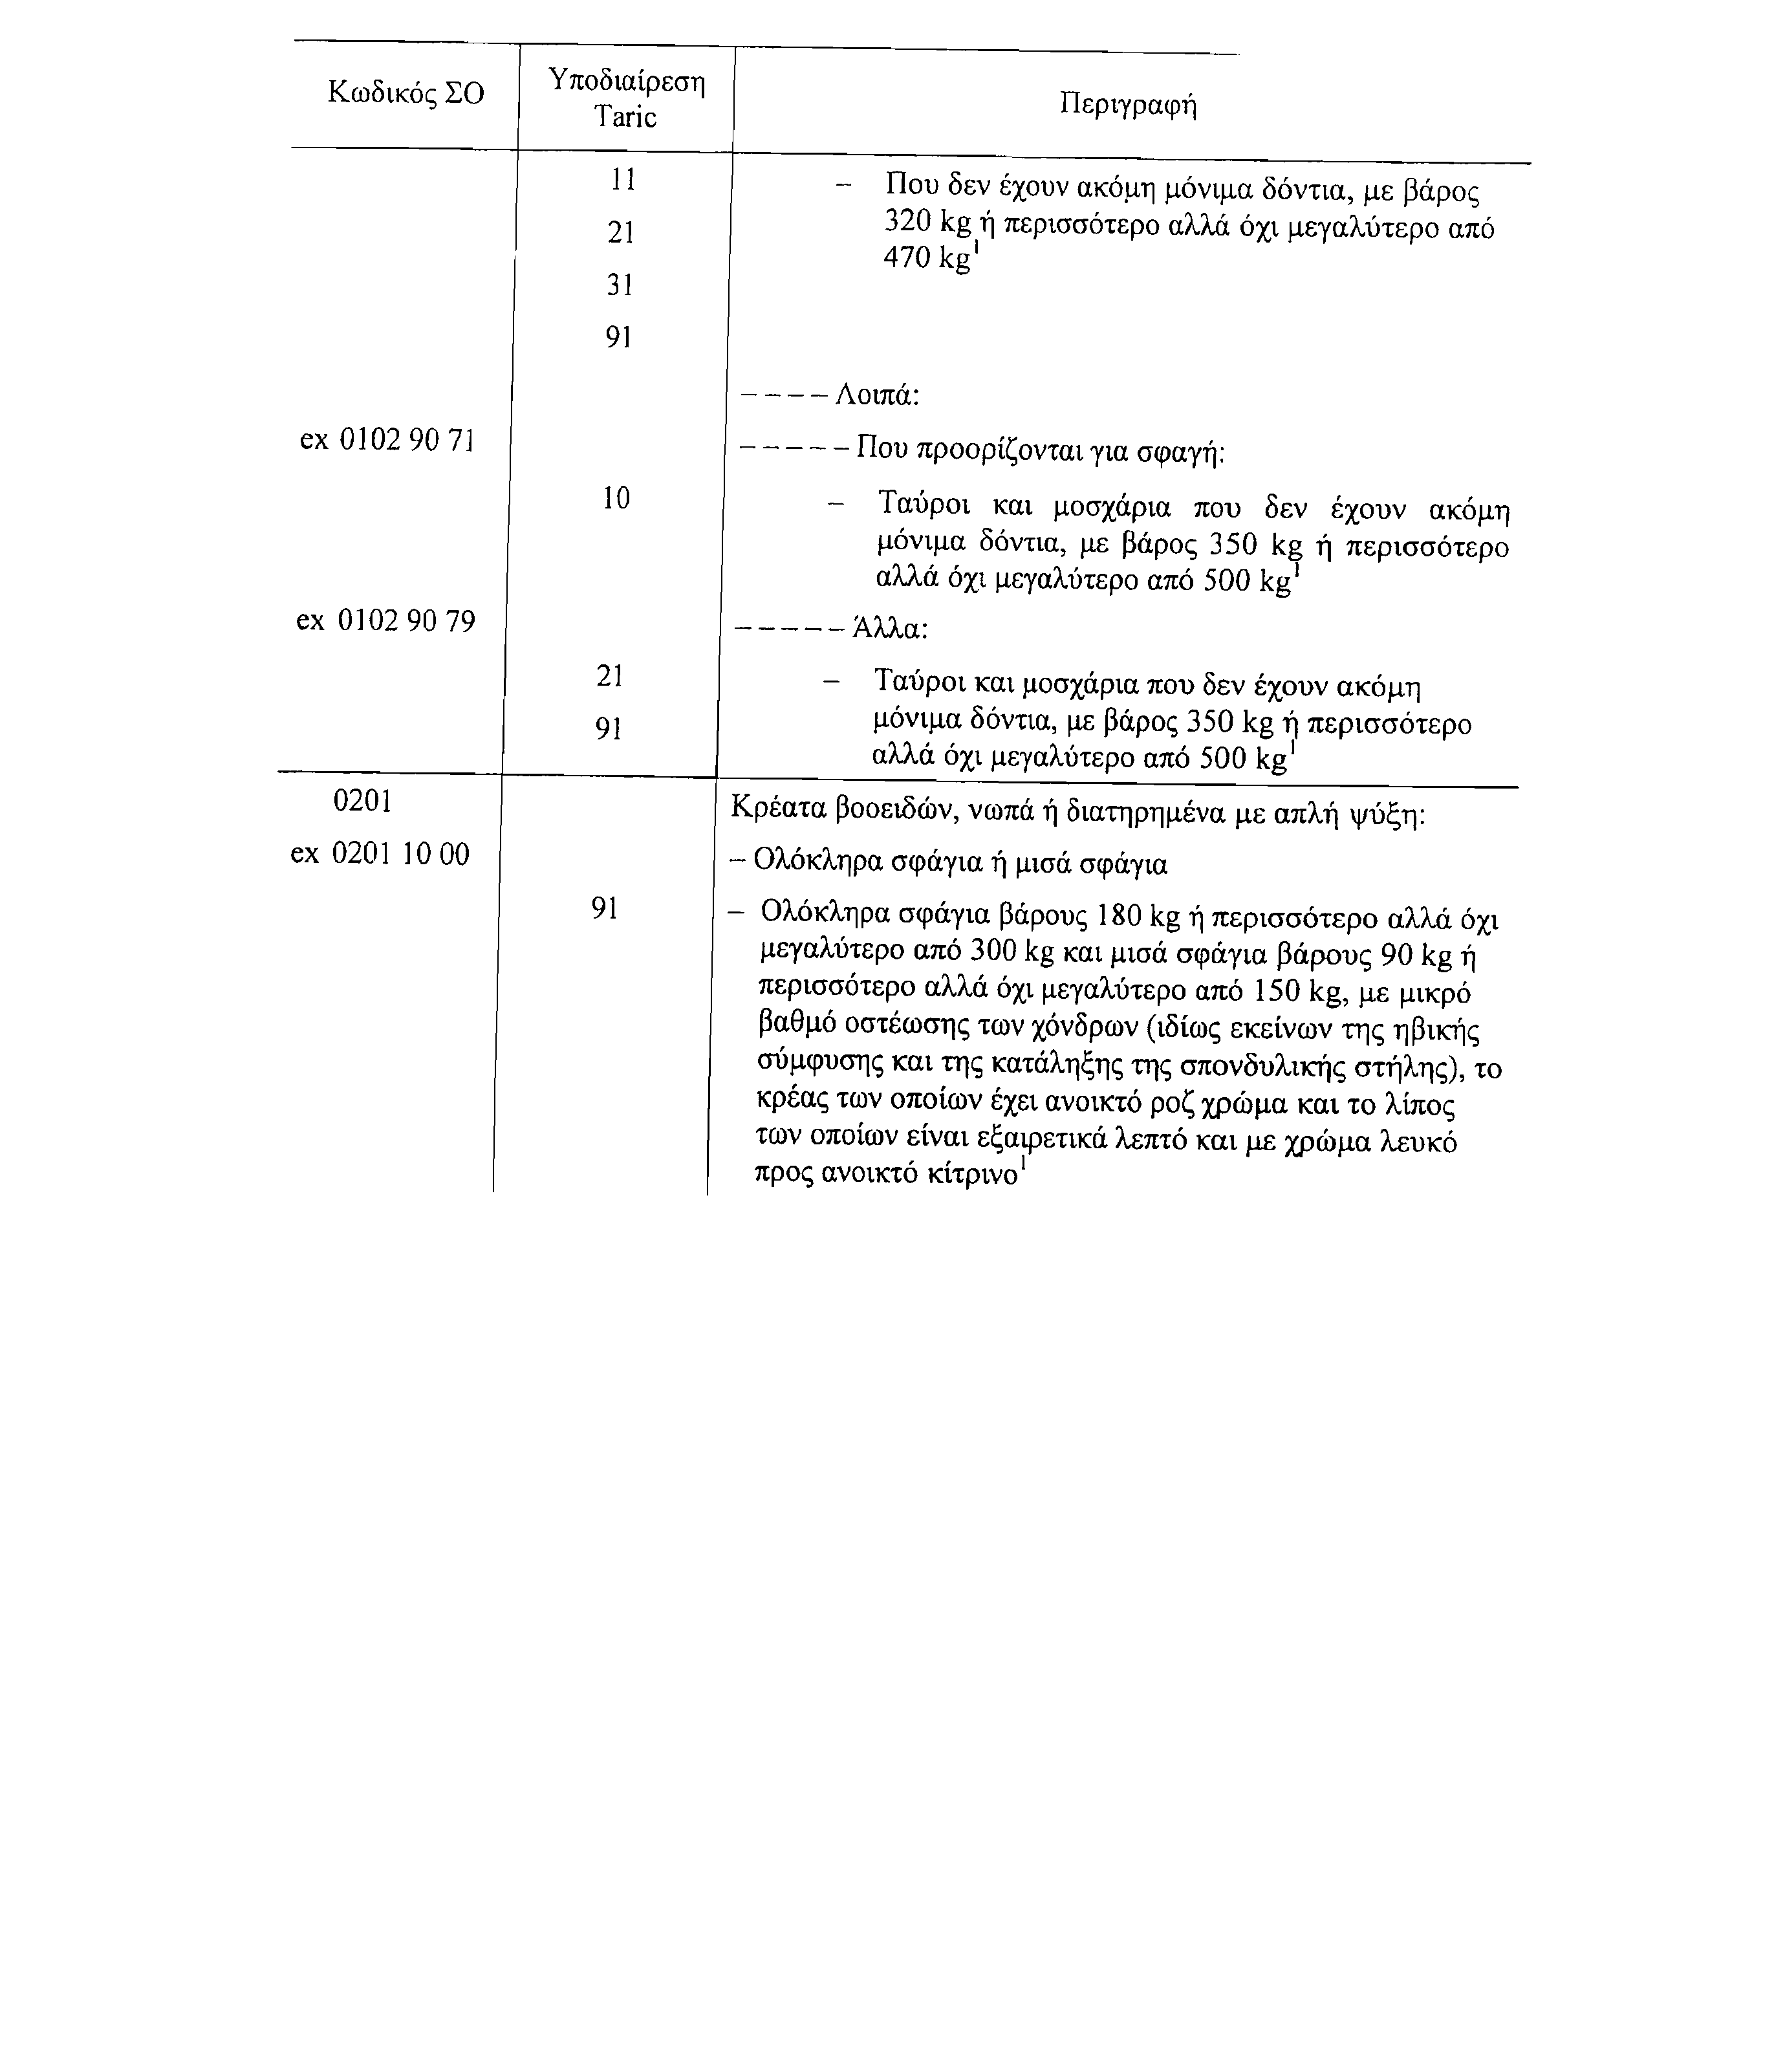 Κωδικός ΣΟ
Υποδιαίρεση
Taric
Περιγραφή
11
21
31
91
– Που δεν έχουν ακόμη μόνιμα δόντια, με βάρος
320 kg ή περισσότερο αλλά όχι μεγαλύτερο από
470 kg¹
– – – – Λοιπά:
ex 0102 90 71
– – – – – Που προορίζονται για σφαγή:
10
– Ταύροι και μοσχάρια που δεν έχουν ακόμη
μόνιμα δόντια, με βάρος 350 kg ή περισσότερο
αλλά όχι μεγαλύτερο από 500 kg¹
ex 0102 90 79
– – – – – Άλλα:
21
91
– Ταύροι και μοσχάρια που δεν έχουν ακόμη
μόνιμα δόντια, με βάρος 350 kg ή περισσότερο
αλλά όχι μεγαλύτερο από 500 kg¹
0201
Κρέατα βοοειδών, νωπά ή διατηρημένα με απλή ψύξη:
ex 0201 10 00
– Ολόκληρα σφάγια ή μισά σφάγια
91
– Ολόκληρα σφάγια βάρους 180 kg ή περισσότερο αλλά όχι
μεγαλύτερο από 300 kg και μισά σφάγια βάρους 90 kg ή
περισσότερο αλλά όχι μεγαλύτερο από 150 kg, με μικρό
βαθμό οστέωσης των χόνδρων (ιδίως εκείνων της ηβικής
σύμφυσης και της κατάληξης της σπονδυλικής στήλης), το
κρέας των οποίων έχει ανοικτό ροζ χρώμα και το λίπος
των οποίων είναι εξαιρετικά λεπτό και με χρώμα λευκό
προς ανοικτό κίτρινο¹